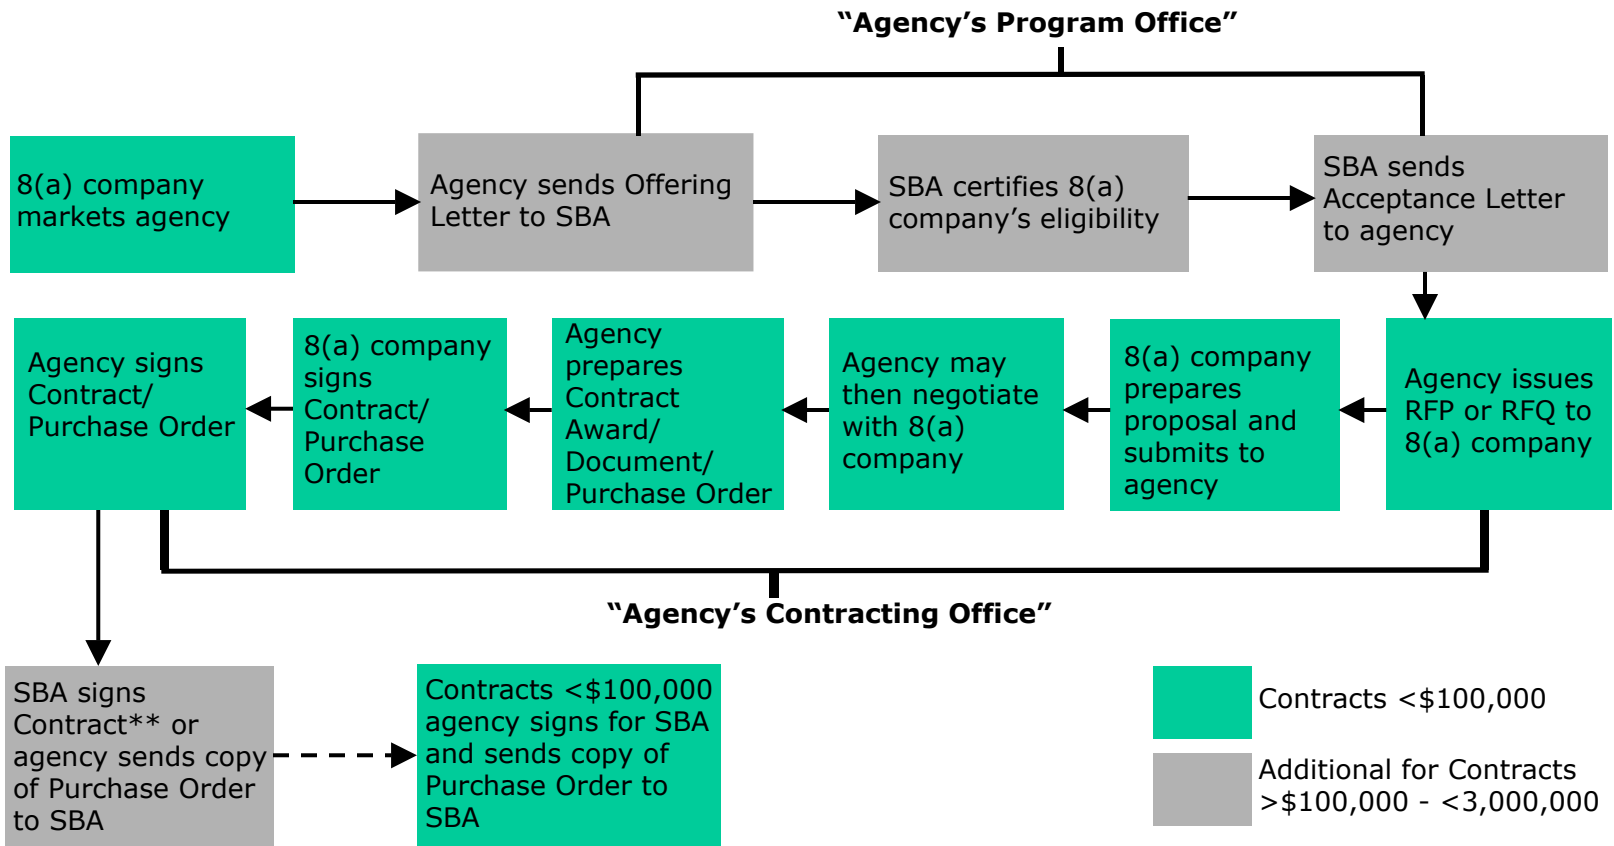 “Agency’s Program Office”
8(a) company
markets agency
Agency sends Offering
Letter to SBA
SBA certifies 8(a)
company’s eligibility
SBA sends
Acceptance Letter
to agency
Agency signs
Contract/
Purchase Order
8(a) company
signs
Contract/
Purchase
Order
Agency
prepares
Contract
Award/
Document/
Purchase Order
Agency may
then negotiate
with 8(a)
company
8(a) company
prepares
proposal and
submits to
agency
Agency issues
RFP or RFQ to
8(a) company
“Agency’s Contracting Office”
SBA signs
Contract** or
agency sends copy
of Purchase Order
to SBA
Contracts <$100,000
agency signs for SBA
and sends copy of
Purchase Order to
SBA
Contracts <$100,000
Additional for Contracts
>$100,000 - <3,000,000